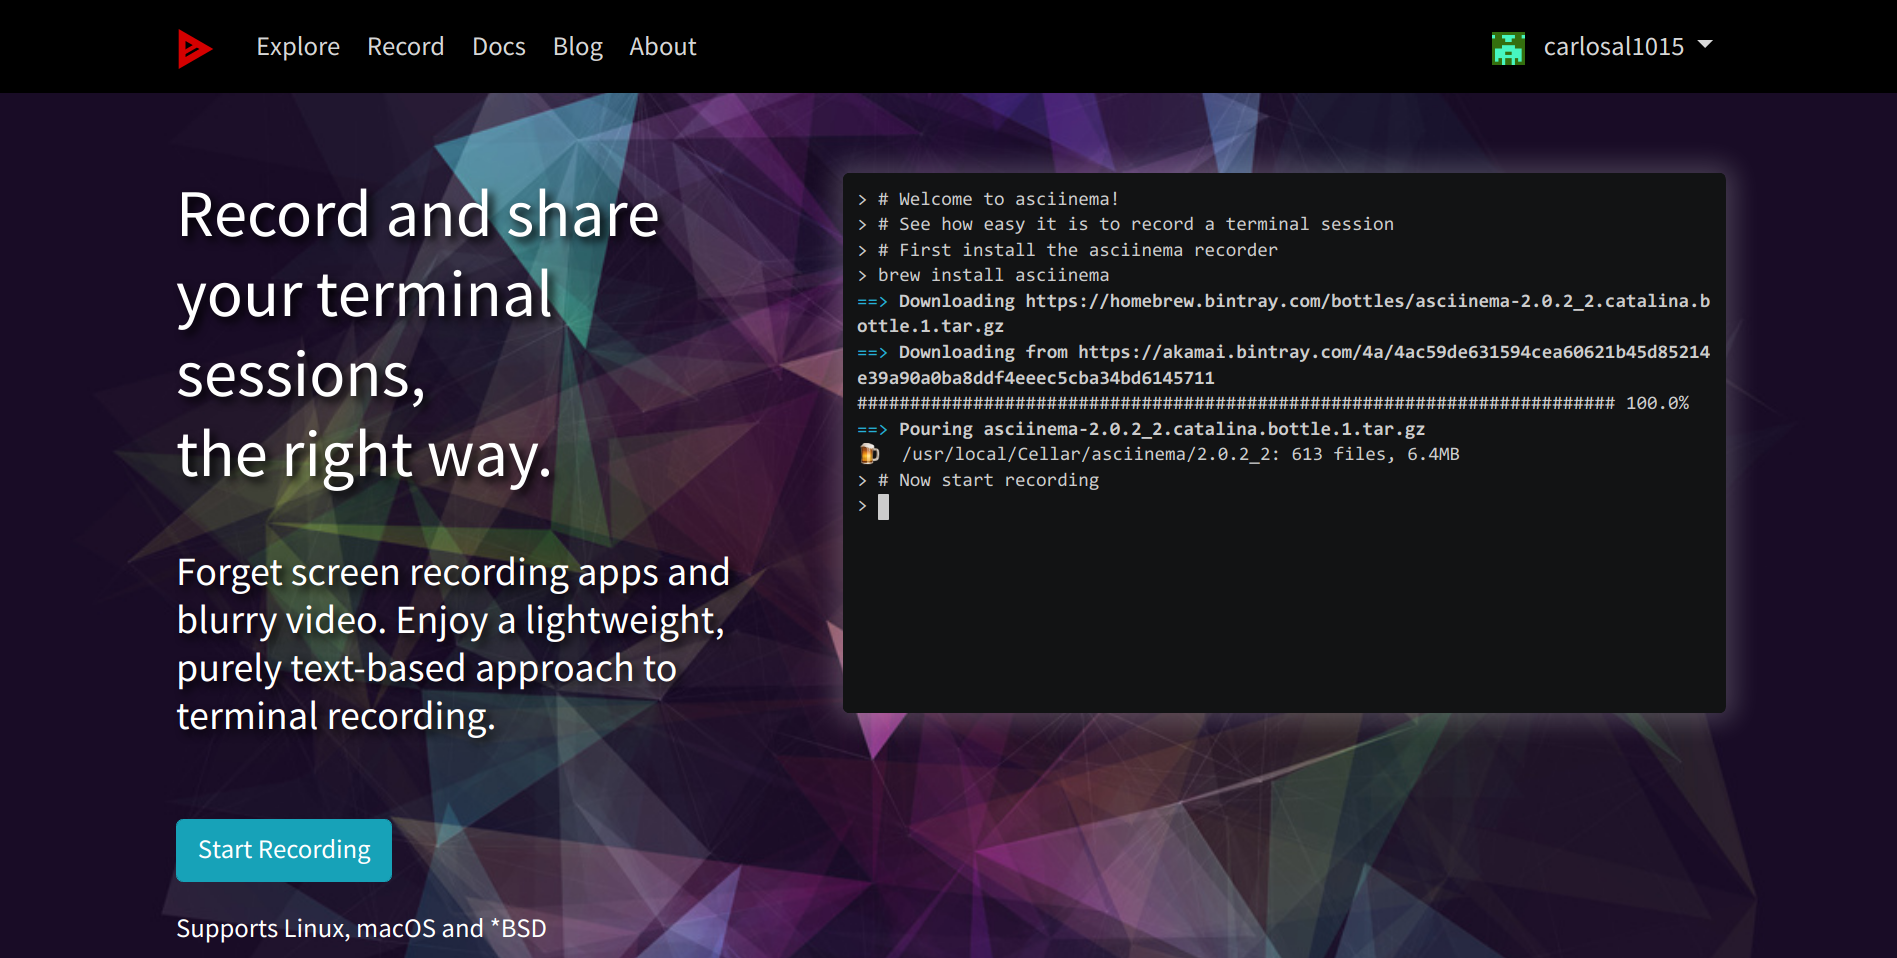 Explore Record Docs Blog About carlosal1015
Record and share
your terminal
sessions,
the right way.
Forget screen recording apps and
blurry video. Enjoy a lightweight,
purely text-based approach to
terminal recording.
Start Recording
Supports Linux, macOS and *BSD
> # Welcome to asciinema!
> # See how easy it is to record a terminal session
> # First install the asciinema recorder
> brew install asciinema
==> Downloading https://homebrew.bintray.com/bottles/asciinema-2.0.2_2.catalina.b
ottle.1.tar.gz
==> Downloading from https://akamai.bintray.com/4a/4ac59de631594cea60621b45d85214
e39a90a0ba8ddf4eeec5cba34bd6145711
######################################################################## 100.0%
==> Pouring asciinema-2.0.2_2.catalina.bottle.1.tar.gz
🍺 /usr/local/Cellar/asciinema/2.0.2_2: 613 files, 6.4MB
> # Now start recording
>